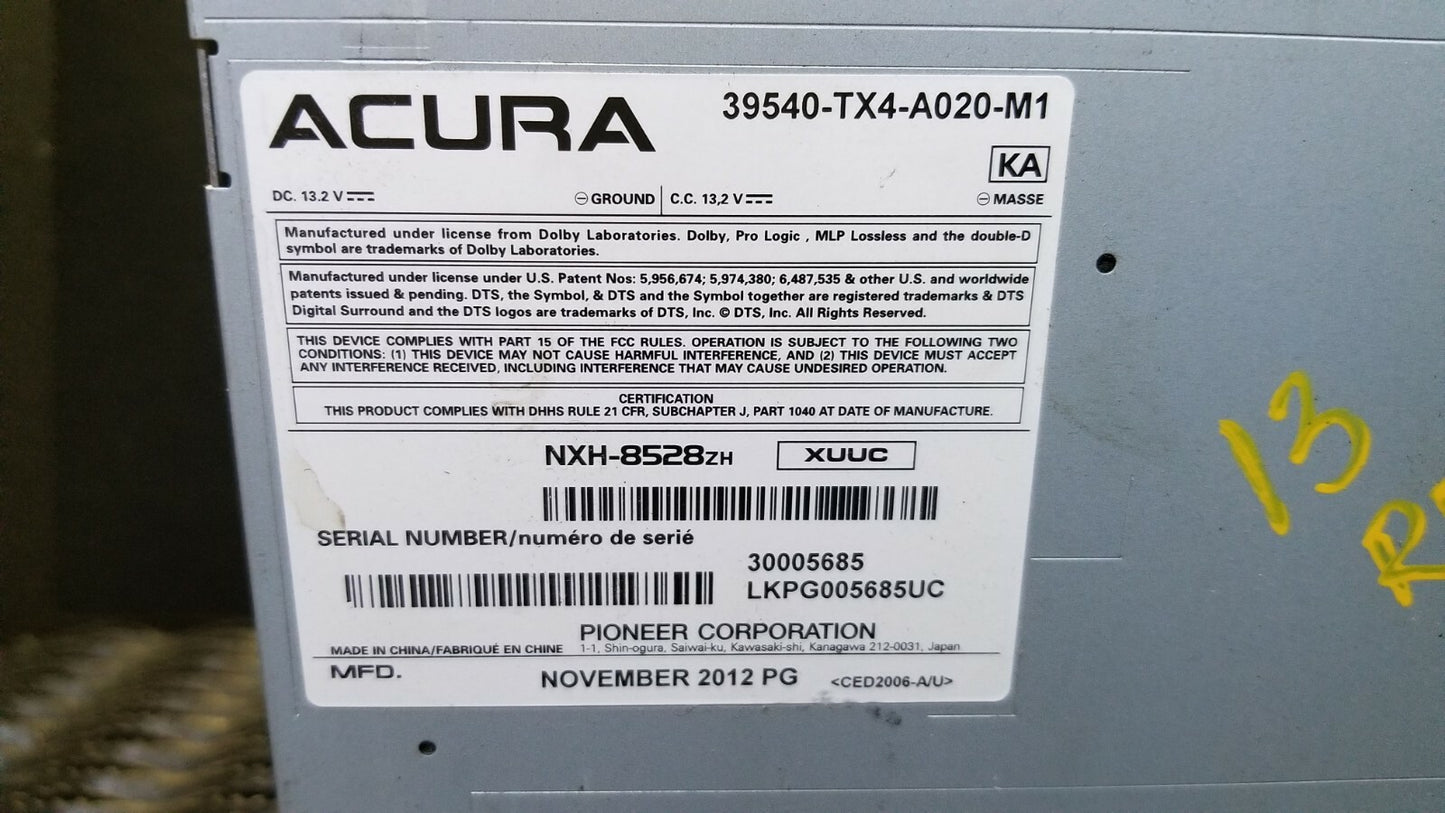 ACURA
39540-TX4-A020-M1
KA
DC. 13.2 V
⊖ GROUND
C.C. 13,2 V
⊖ MASSE
Manufactured under license from Dolby Laboratories. Dolby, Pro Logic , MLP Lossless and the double-D
symbol are trademarks of Dolby Laboratories.
Manufactured under license under U.S. Patent Nos: 5,956,674; 5,974,380; 6,487,535 & other U.S. and worldwide
patents issued & pending. DTS, the Symbol, & DTS and the Symbol together are registered trademarks & DTS
Digital Surround and the DTS logos are trademarks of DTS, Inc. © DTS, Inc. All Rights Reserved.
THIS DEVICE COMPLIES WITH PART 15 OF THE FCC RULES. OPERATION IS SUBJECT TO THE FOLLOWING TWO
CONDITIONS: (1) THIS DEVICE MAY NOT CAUSE HARMFUL INTERFERENCE, AND (2) THIS DEVICE MUST ACCEPT
ANY INTERFERENCE RECEIVED, INCLUDING INTERFERENCE THAT MAY CAUSE UNDESIRED OPERATION.
CERTIFICATION
THIS PRODUCT COMPLIES WITH DHHS RULE 21 CFR, SUBCHAPTER J, PART 1040 AT DATE OF MANUFACTURE.
NXH-8528ZH
XUUC
SERIAL NUMBER/numéro de serié
30005685
LKPG005685UC
PIONEER CORPORATION
MADE IN CHINA/FABRIQUÉ EN CHINE
1-1, Shin-ogura, Saiwai-ku, Kawasaki-shi, Kanagawa 212-0031, Japan
MFD.
NOVEMBER 2012 PG
<CED2006-A/U>
13